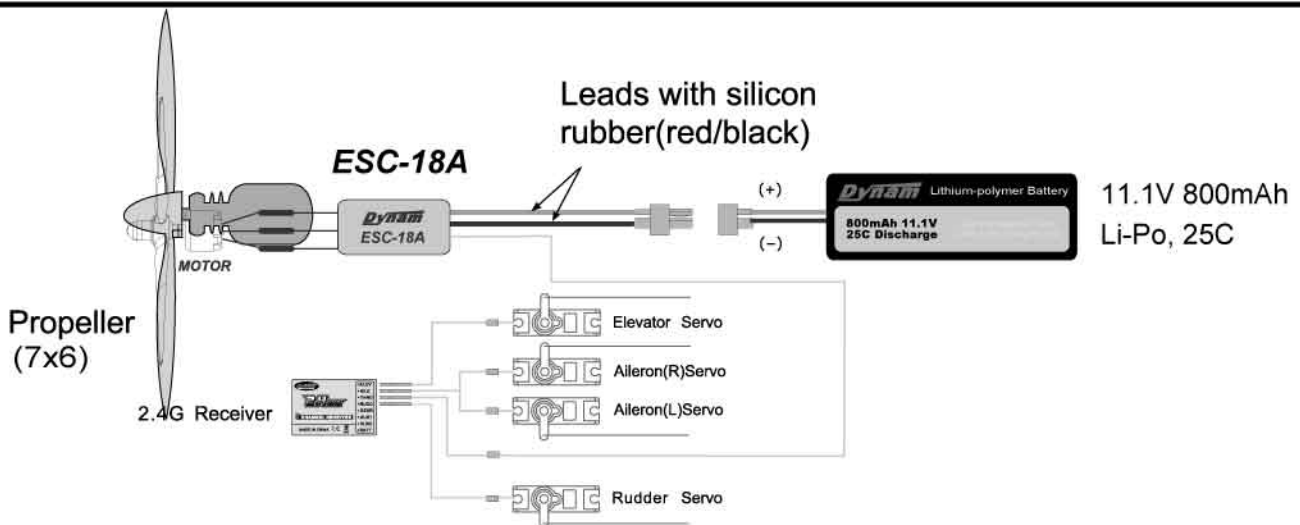 Leads with silicon
rubber(red/black)
ESC-18A
(+)
(−)
Dynam
ESC-18A
MOTOR
Dynam Lithium-polymer Battery
800mAh 11.1V
25C Discharge
11.1V 800mAh
Li-Po, 25C
Propeller
(7x6)
2.4G Receiver
Elevator Servo
Aileron(R)Servo
Aileron(L)Servo
Rudder Servo